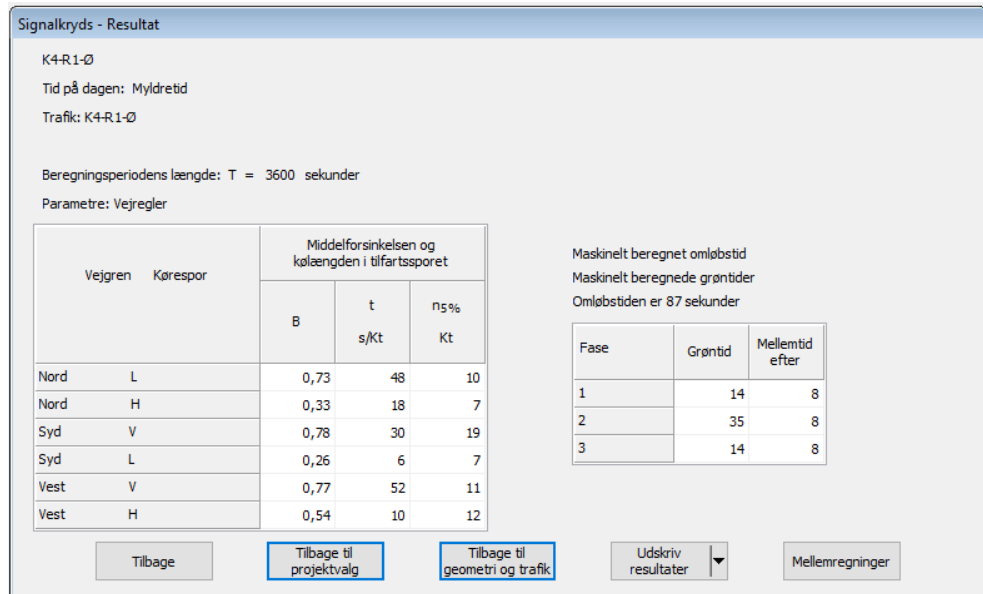 Signalkryds - Resultat
K4-R1-Ø
Tid på dagen: Myldretid
Trafik: K4-R1-Ø
Beregningsperiodens længde: T = 3600 sekunder
Parametre: Vejregler
Vejgren Kørespor
Middelforsinkelsen og
kølængden i tilfartssporet
B
t
s/Kt
n5%
Kt
Nord L 0,73 48 10
Nord H 0,33 18 7
Syd V 0,78 30 19
Syd L 0,26 6 7
Vest V 0,77 52 11
Vest H 0,54 10 12
Maskinelt beregnet omløbstid
Maskinelt beregnede grøntider
Omløbstiden er 87 sekunder
Fase Grøntid Mellemtid
efter
1 14 8
2 35 8
3 14 8
Tilbage
Tilbage til
projektvalg
Tilbage til
geometri og trafik
Udskriv
resultater
Mellemregninger